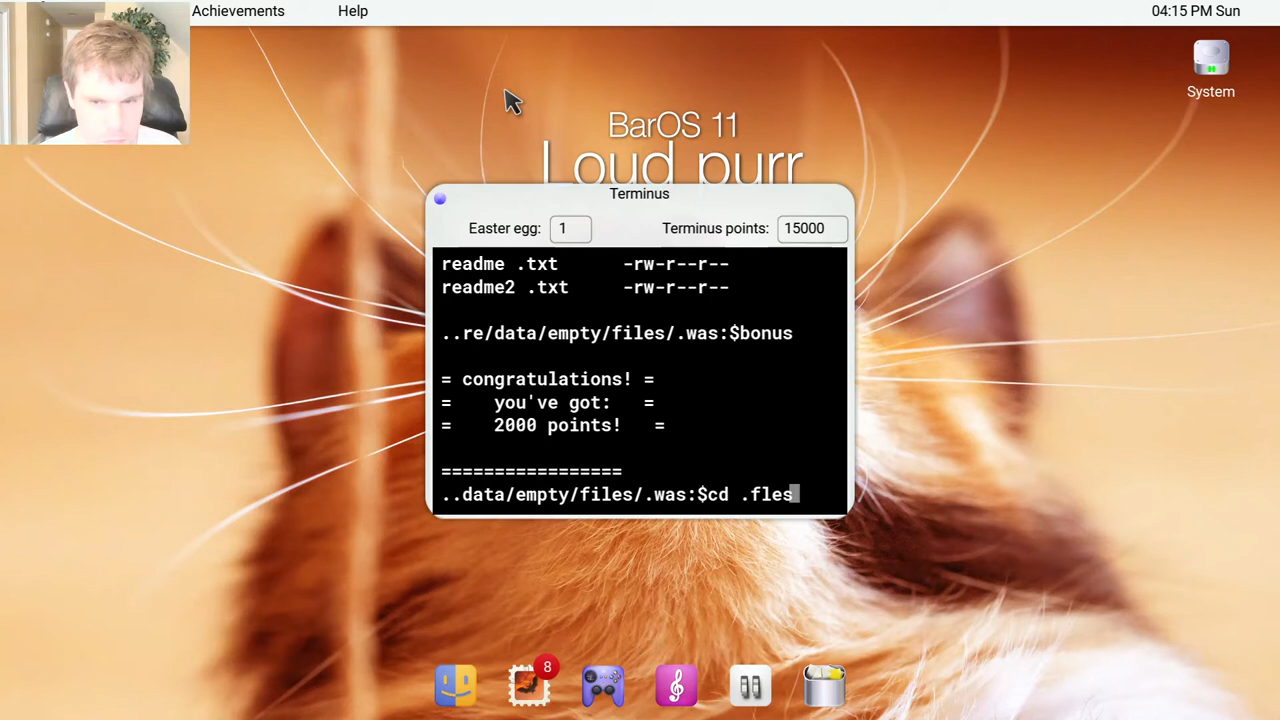 Achievements
Help
04:15 PM Sun
System
BarOS 11
Loud purr
Terminus
Easter egg: 1
Terminus points: 15000
readme .txt -rw-r--r--
readme2 .txt -rw-r--r--
..re/data/empty/files/.was:$bonus
= congratulations! =
= you've got: =
= 2000 points! =
=================
..data/empty/files/.was:$cd .fles
8